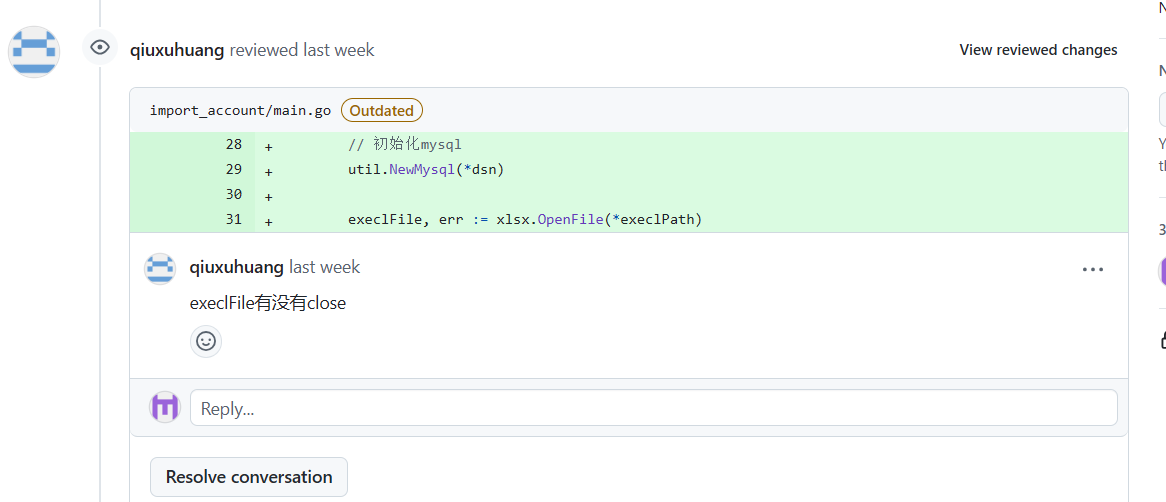 qiuxuhuang reviewed last week
View reviewed changes
import_account/main.go Outdated
28 + // 初始化mysql
29 + util.NewMysql(*dsn)
30 +
31 + execlFile, err := xlsx.OpenFile(*execlPath)
qiuxuhuang last week
execlFile有没有close
Reply...
Resolve conversation